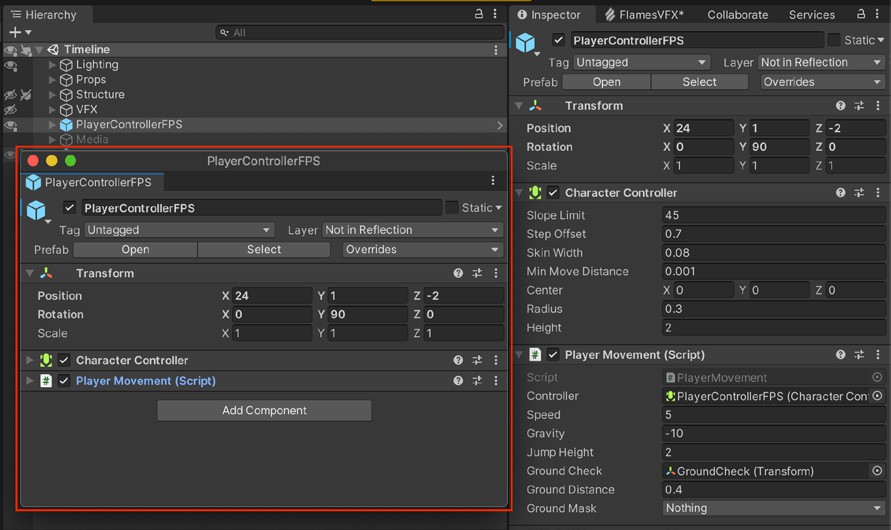 Hierarchy
All
Timeline
Lighting
Props
Structure
VFX
PlayerControllerFPS
Media
PlayerControllerFPS
PlayerControllerFPS
PlayerControllerFPS Static
Tag Untagged Layer Not in Reflection
Prefab Open Select Overrides
Transform
Position X 24 Y 1 Z -2
Rotation X 0 Y 90 Z 0
Scale X 1 Y 1 Z 1
Character Controller
Player Movement (Script)
Add Component
Inspector FlamesVFX* Collaborate Services
PlayerControllerFPS Static
Tag Untagged Layer Not in Reflection
Prefab Open Select Overrides
Transform
Position X 24 Y 1 Z -2
Rotation X 0 Y 90 Z 0
Scale X 1 Y 1 Z 1
Character Controller
Slope Limit 45
Step Offset 0.7
Skin Width 0.08
Min Move Distance 0.001
Center X 0 Y 0 Z 0
Radius 0.3
Height 2
Player Movement (Script)
Script PlayerMovement
Controller PlayerControllerFPS (Character Con
Speed 5
Gravity -10
Jump Height 2
Ground Check GroundCheck (Transform)
Ground Distance 0.4
Ground Mask Nothing